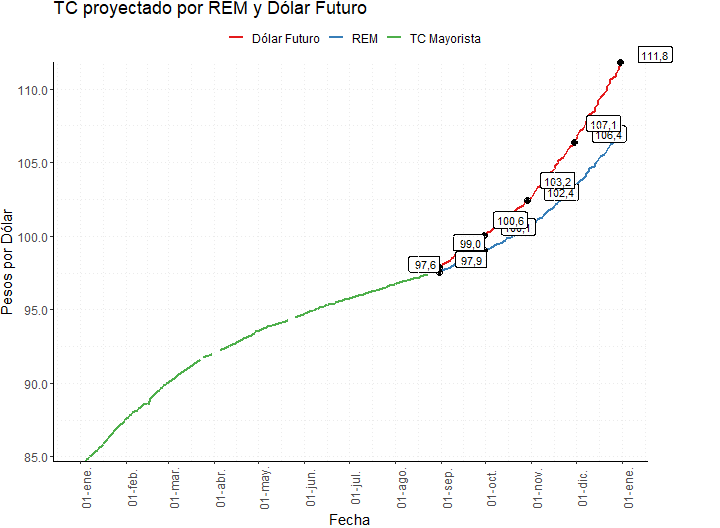 TC proyectado por REM y Dólar Futuro
Dólar Futuro REM TC Mayorista
Pesos por Dólar
110.0
105.0
100.0
95.0
90.0
85.0
111,8
107,1
106,4
103,2
102,4
100,6
100,1
99,0
97,9
97,6
01-ene.
01-feb.
01-mar.
01-abr.
01-may.
01-jun.
01-jul.
01-ago.
01-sep.
01-oct.
01-nov.
01-dic.
01-ene.
Fecha